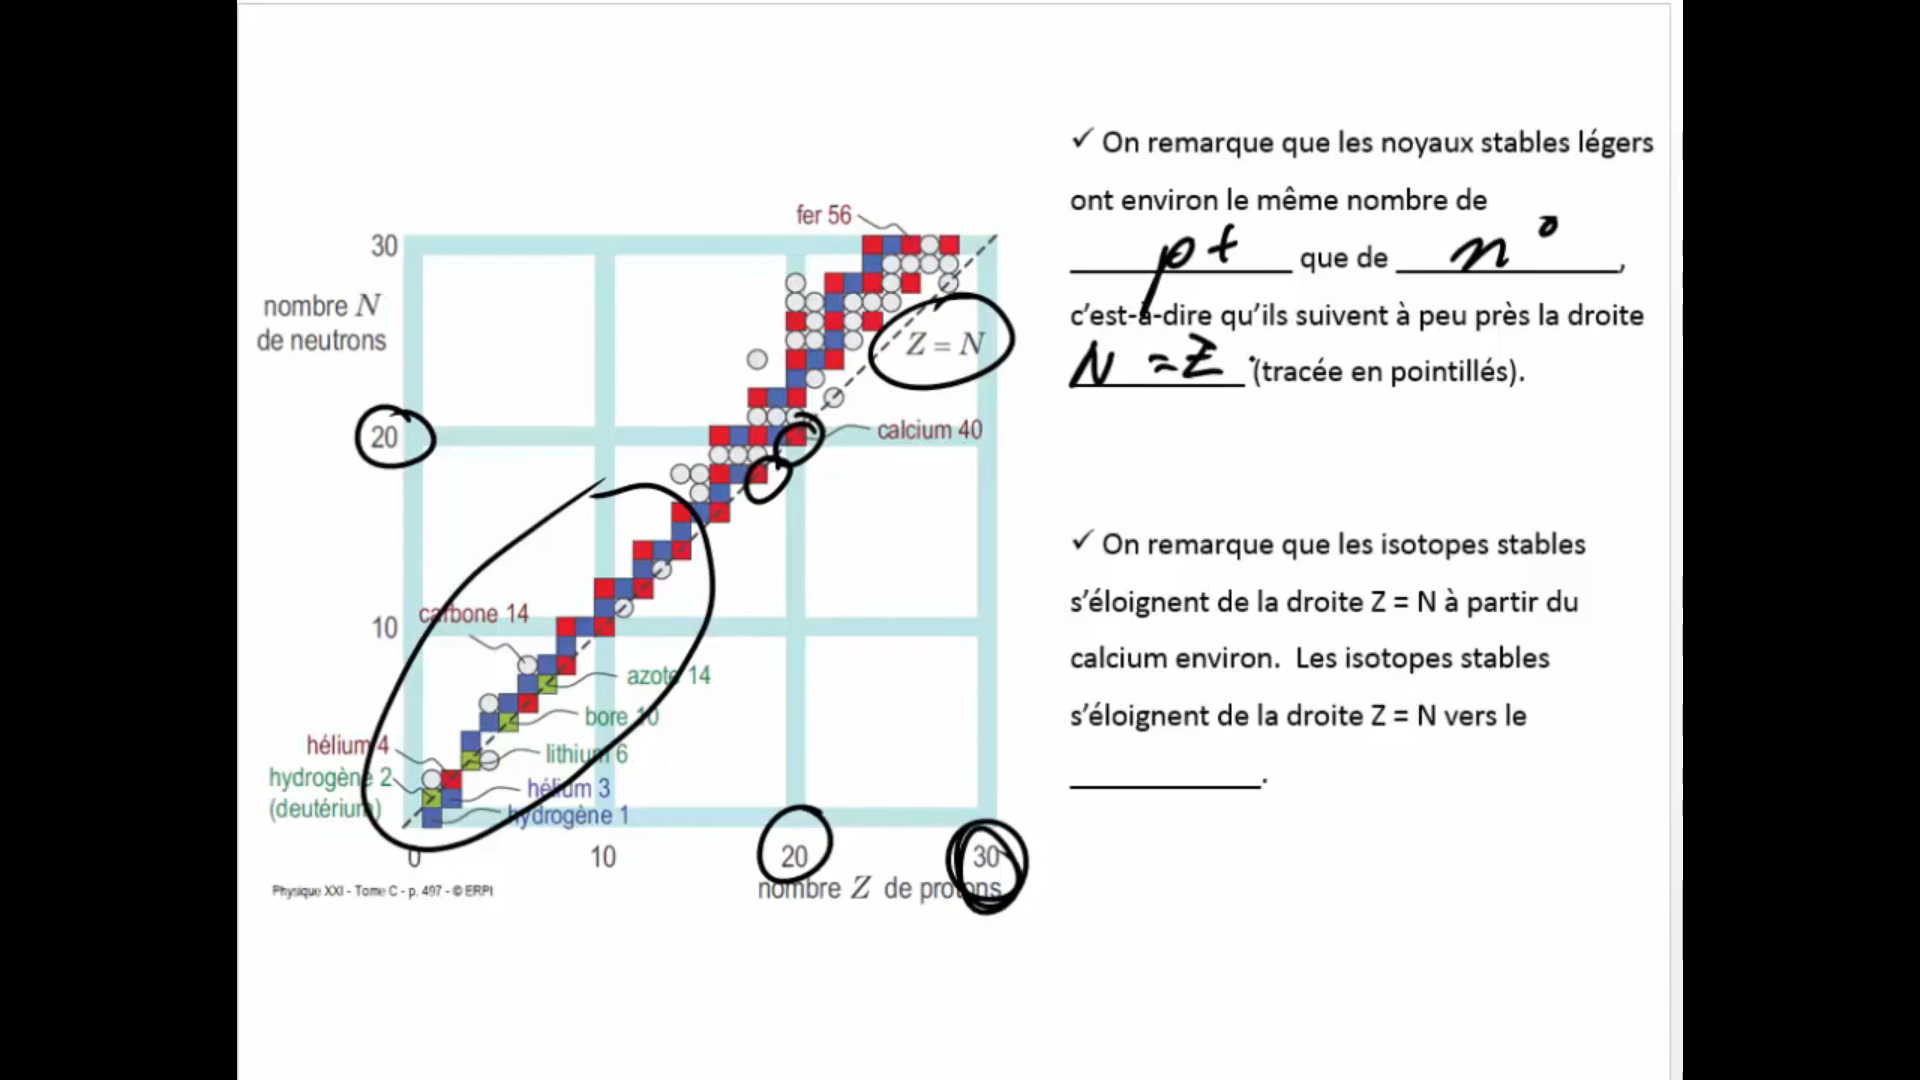 fer 56
30
nombre N
de neutrons
Z = N
20
calcium 40
carbone 14
10
azote 14
bore 10
hélium 4
lithium 6
hydrogène 2
(deutérium)
hélium 3
hydrogène 1
0 10 20 30
nombre Z de protons
Physique XXI - Tome C - p. 497 - © ERPI
✓ On remarque que les noyaux stables légers
ont environ le même nombre de
p+ que de n°,
c’est-à-dire qu’ils suivent à peu près la droite
N = Z (tracée en pointillés).
✓ On remarque que les isotopes stables
s’éloignent de la droite Z = N à partir du
calcium environ. Les isotopes stables
s’éloignent de la droite Z = N vers le
____________.